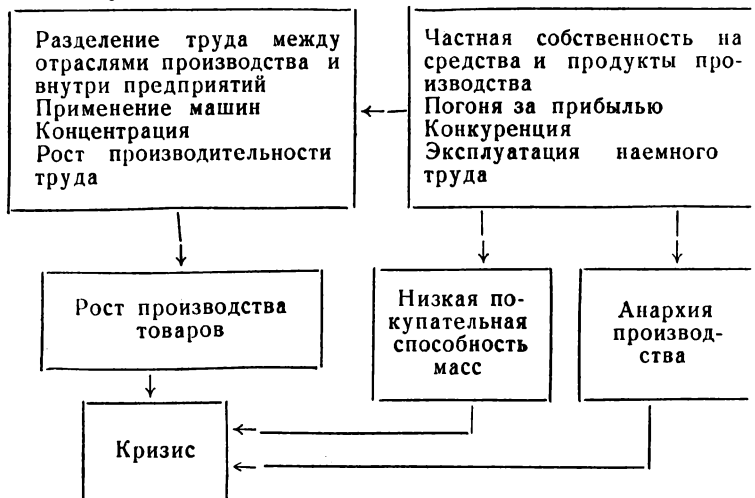 Разделение труда между
отраслями производства и
внутри предприятий
Применение машин
Концентрация
Рост производительности
труда
Частная собственность на
средства и продукты про-
изводства
Погоня за прибылью
Конкуренция
Эксплуатация наемного
труда
Рост производства
товаров
Низкая по-
купательная
способность
масс
Анархия
производ-
ства
Кризис